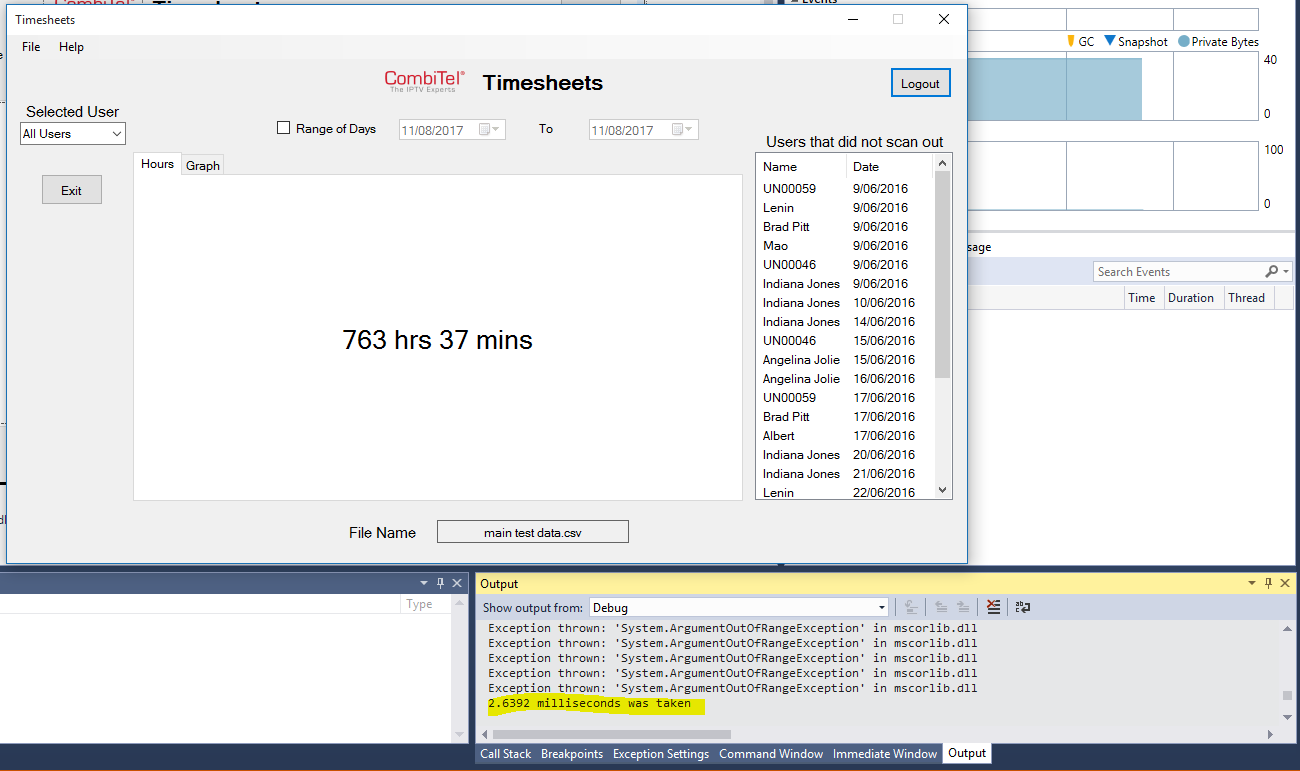 Events
Timesheets
File Help
CombiTel®
The IPTV Experts
Timesheets
Logout
GC Snapshot Private Bytes
40
0
100
0
Selected User
All Users
Exit
Range of Days 11/08/2017 To 11/08/2017
Hours Graph
763 hrs 37 mins
Users that did not scan out
Name Date
UN00059 9/06/2016
Lenin 9/06/2016
Brad Pitt 9/06/2016
Mao 9/06/2016
UN00046 9/06/2016
Indiana Jones 9/06/2016
Indiana Jones 10/06/2016
Indiana Jones 14/06/2016
UN00046 15/06/2016
Angelina Jolie 15/06/2016
Angelina Jolie 16/06/2016
UN00059 17/06/2016
Brad Pitt 17/06/2016
Albert 17/06/2016
Indiana Jones 20/06/2016
Indiana Jones 21/06/2016
Lenin 22/06/2016
File Name main test data.csv
sage
Search Events
Time Duration Thread
Type
Output
Show output from: Debug
Exception thrown: 'System.ArgumentOutOfRangeException' in mscorlib.dll
Exception thrown: 'System.ArgumentOutOfRangeException' in mscorlib.dll
Exception thrown: 'System.ArgumentOutOfRangeException' in mscorlib.dll
Exception thrown: 'System.ArgumentOutOfRangeException' in mscorlib.dll
Exception thrown: 'System.ArgumentOutOfRangeException' in mscorlib.dll
2.6392 milliseconds was taken
Call Stack Breakpoints Exception Settings Command Window Immediate Window Output